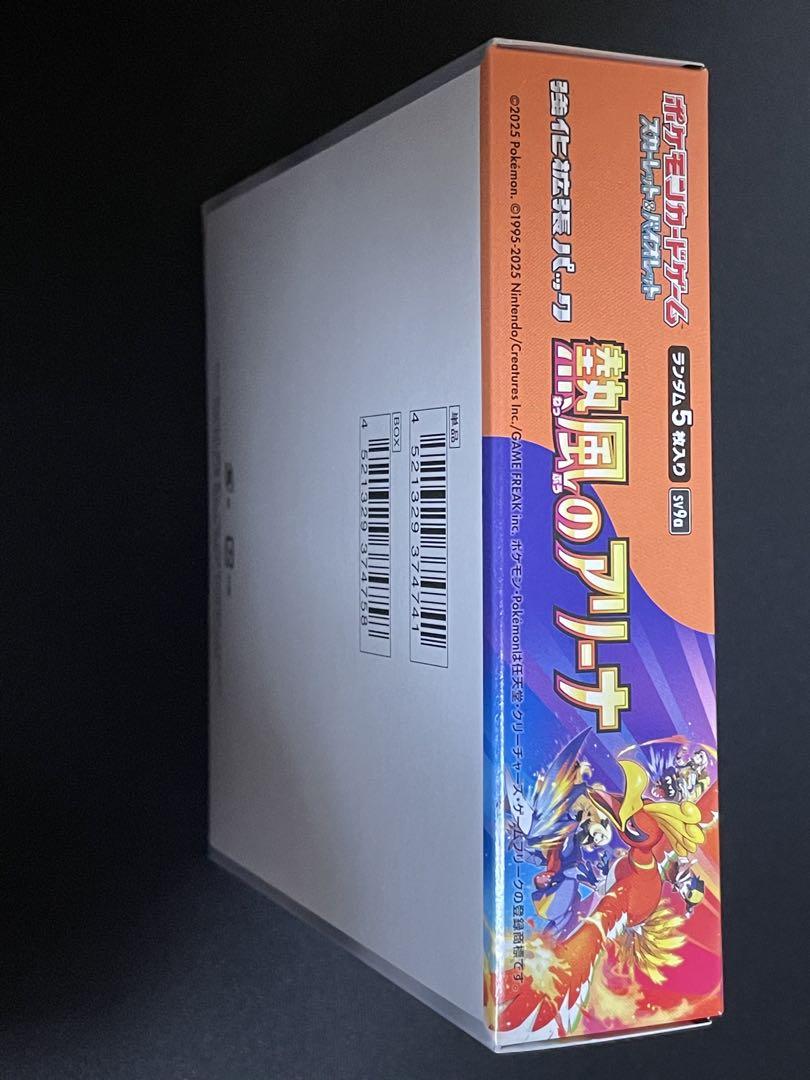 ポケモンカードゲーム
スカーレット&バイオレット
ランダム5枚入り
sv9a
強化拡張パック
熱風のアリーナ
ねっ
ぷう
©2025 Pokémon. ©1995-2025 Nintendo/Creatures Inc./GAME FREAK inc. ポケモン・Pokémonは任天堂・クリーチャーズ・ゲームフリークの登録商標です。
単品
4 521329 374741
BOX
4 521329 374758